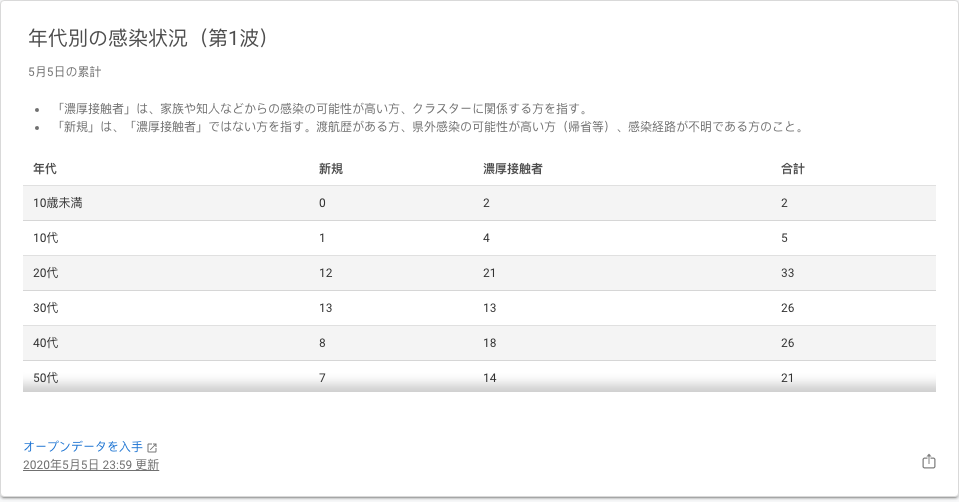 年代別の感染状況（第1波）
5月5日の累計
• 「濃厚接触者」は、家族や知人などからの感染の可能性が高い方、クラスターに関係する方を指す。
• 「新規」は、「濃厚接触者」ではない方を指す。渡航歴がある方、県外感染の可能性が高い方（帰省等）、感染経路が不明である方のこと。
年代 新規 濃厚接触者 合計
10歳未満 0 2 2
10代 1 4 5
20代 12 21 33
30代 13 13 26
40代 8 18 26
50代 7 14 21
オープンデータを入手
2020年5月5日 23:59 更新